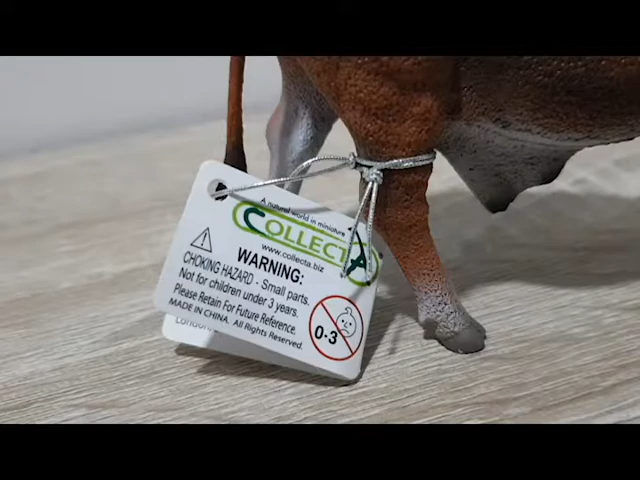 A natural world in miniature
COLLECTA
www.collecta.biz
WARNING:
CHOKING HAZARD - Small parts.
Not for children under 3 years.
Please Retain For Future Reference.
MADE IN CHINA. All Rights Reserved.
0-3